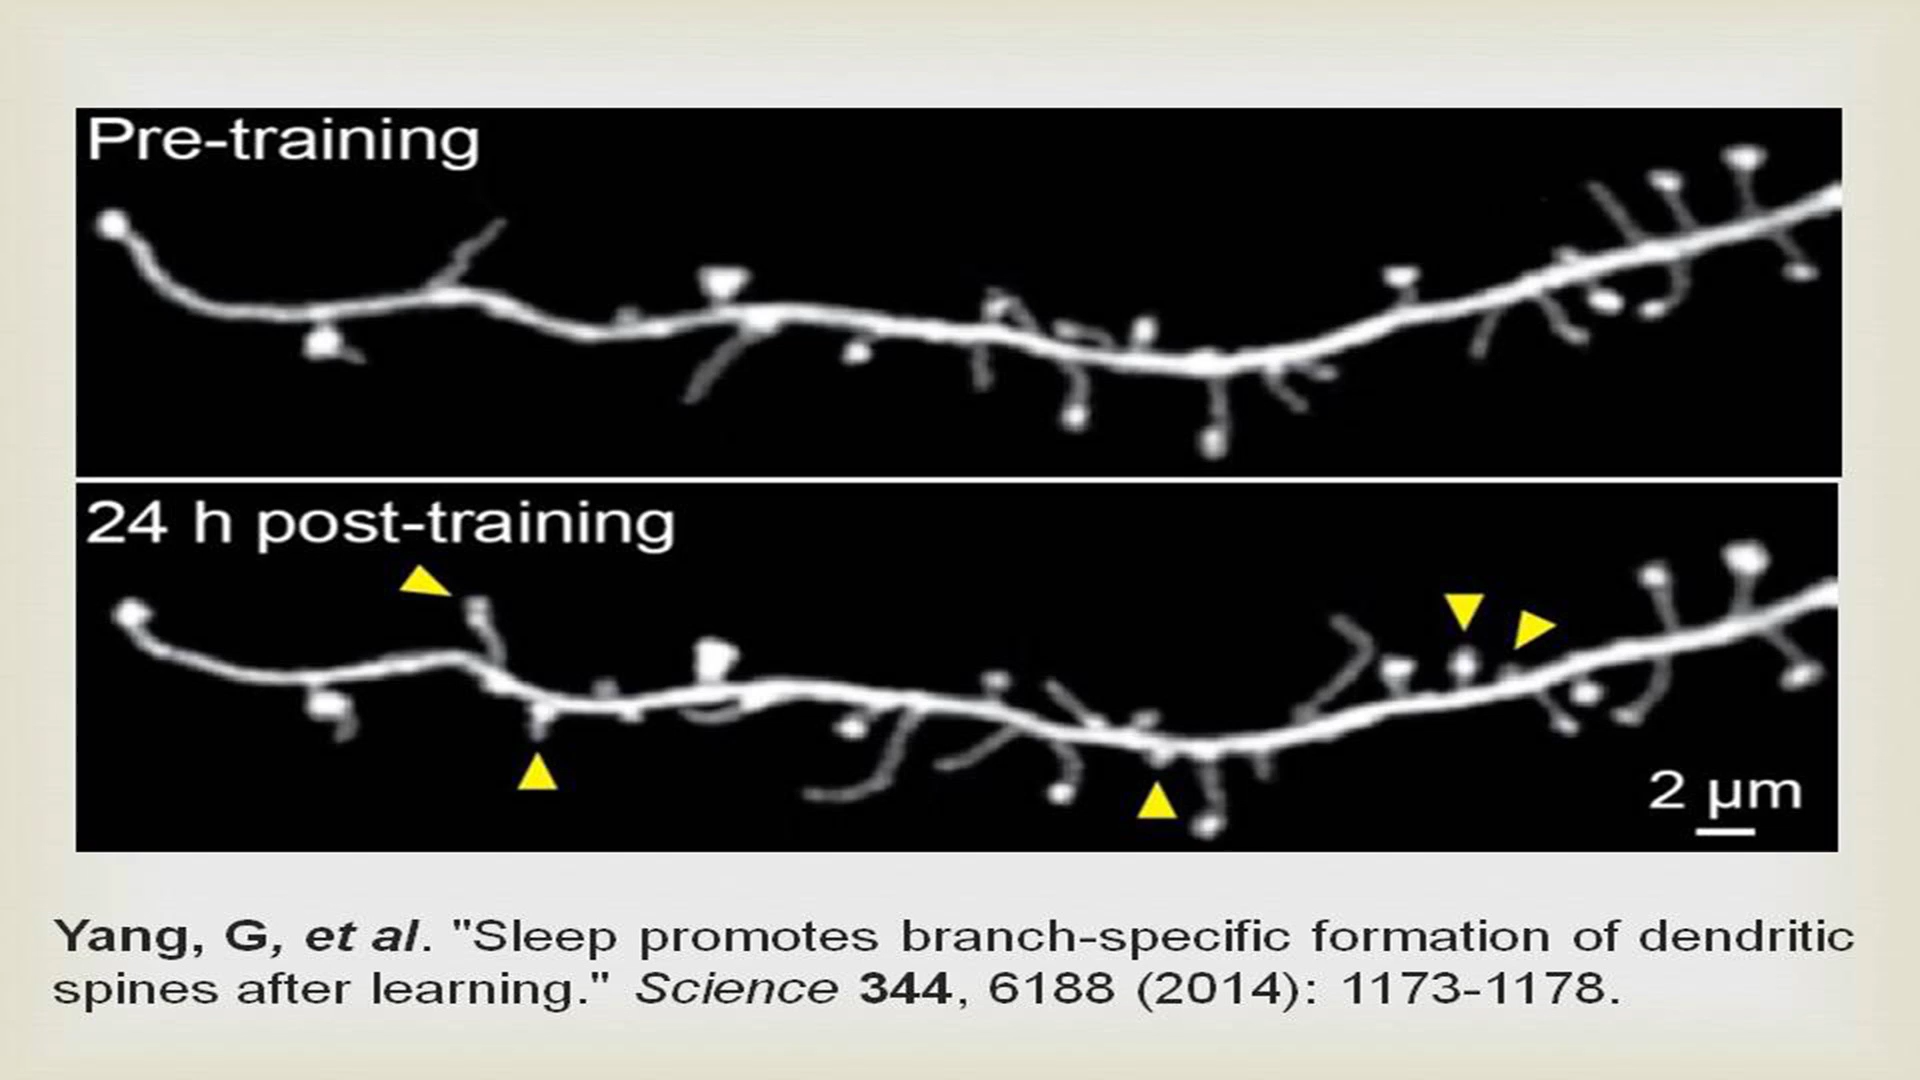 Pre-training
24 h post-training
2 µm
Yang, G, et al. "Sleep promotes branch-specific formation of dendritic
spines after learning." Science 344, 6188 (2014): 1173-1178.